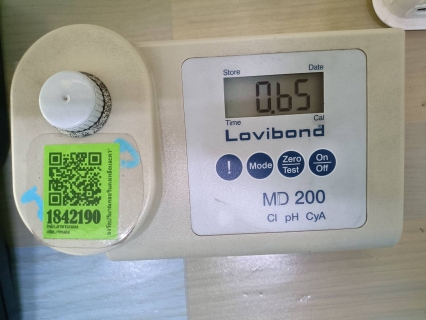 Store Date
0.65
Time Cal
Lovibond
!
Mode
Zero
Test
On
Off
MD 200
Cl pH CyA
1842190